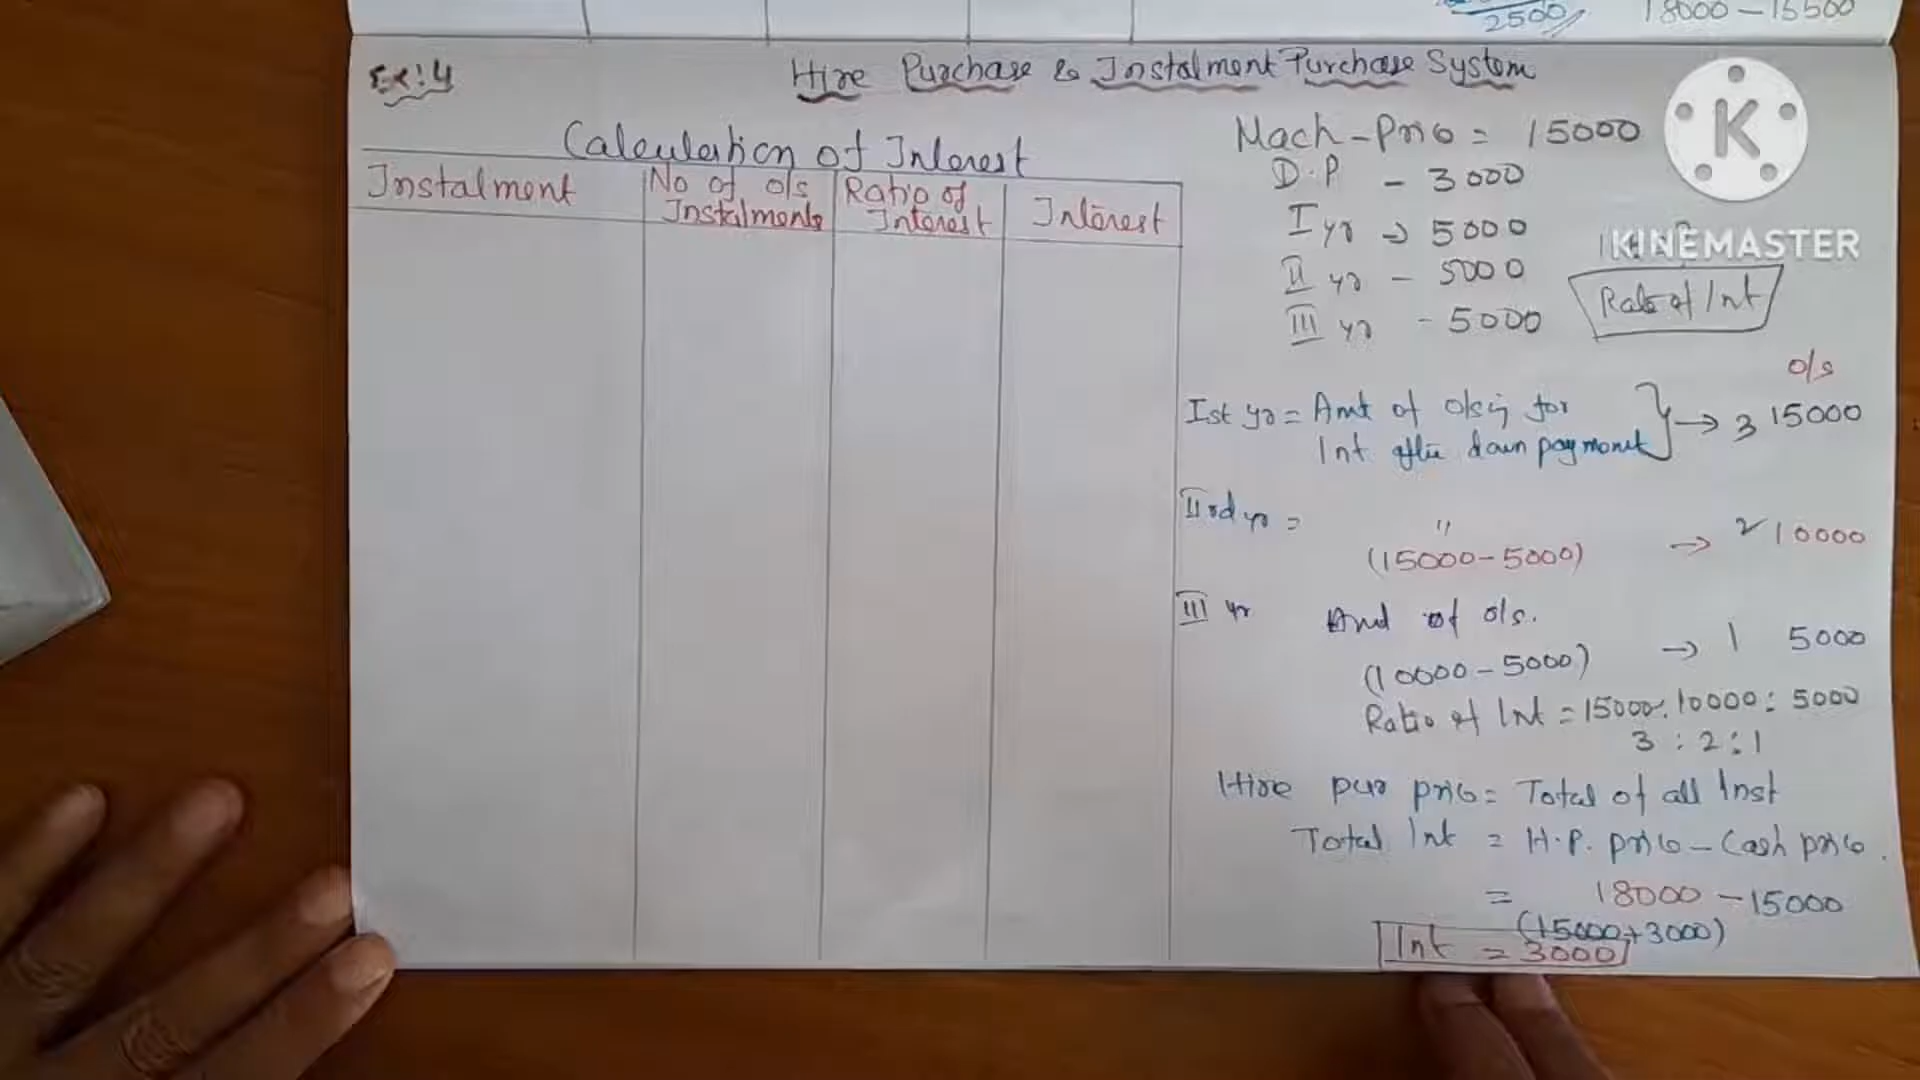 2500 18000-15500
Ex:4 Hire Purchase & Instalment Purchase System
Calculation of Interest
Instalment
No of o/s
Instalments
Ratio of
Interest
Interest
Mach-Price = 15000
D.P - 3000
I yr → 5000
II yr - 5000
III yr - 5000
K
KINEMASTER
Rate of Int
o/s
Ist yr = Amt of o/sg for
Int after down payment } → 3 15000
IIrd yr = "
(15000-5000) → 2 10000
III yr Amt of o/s.
(10000-5000) → 1 5000
Ratio of Int = 15000:10000:5000
3:2:1
Hire pur price = Total of all Inst
Total Int = H.P. price - Cash price.
= 18000-15000
(15000+3000)
Int = 3000